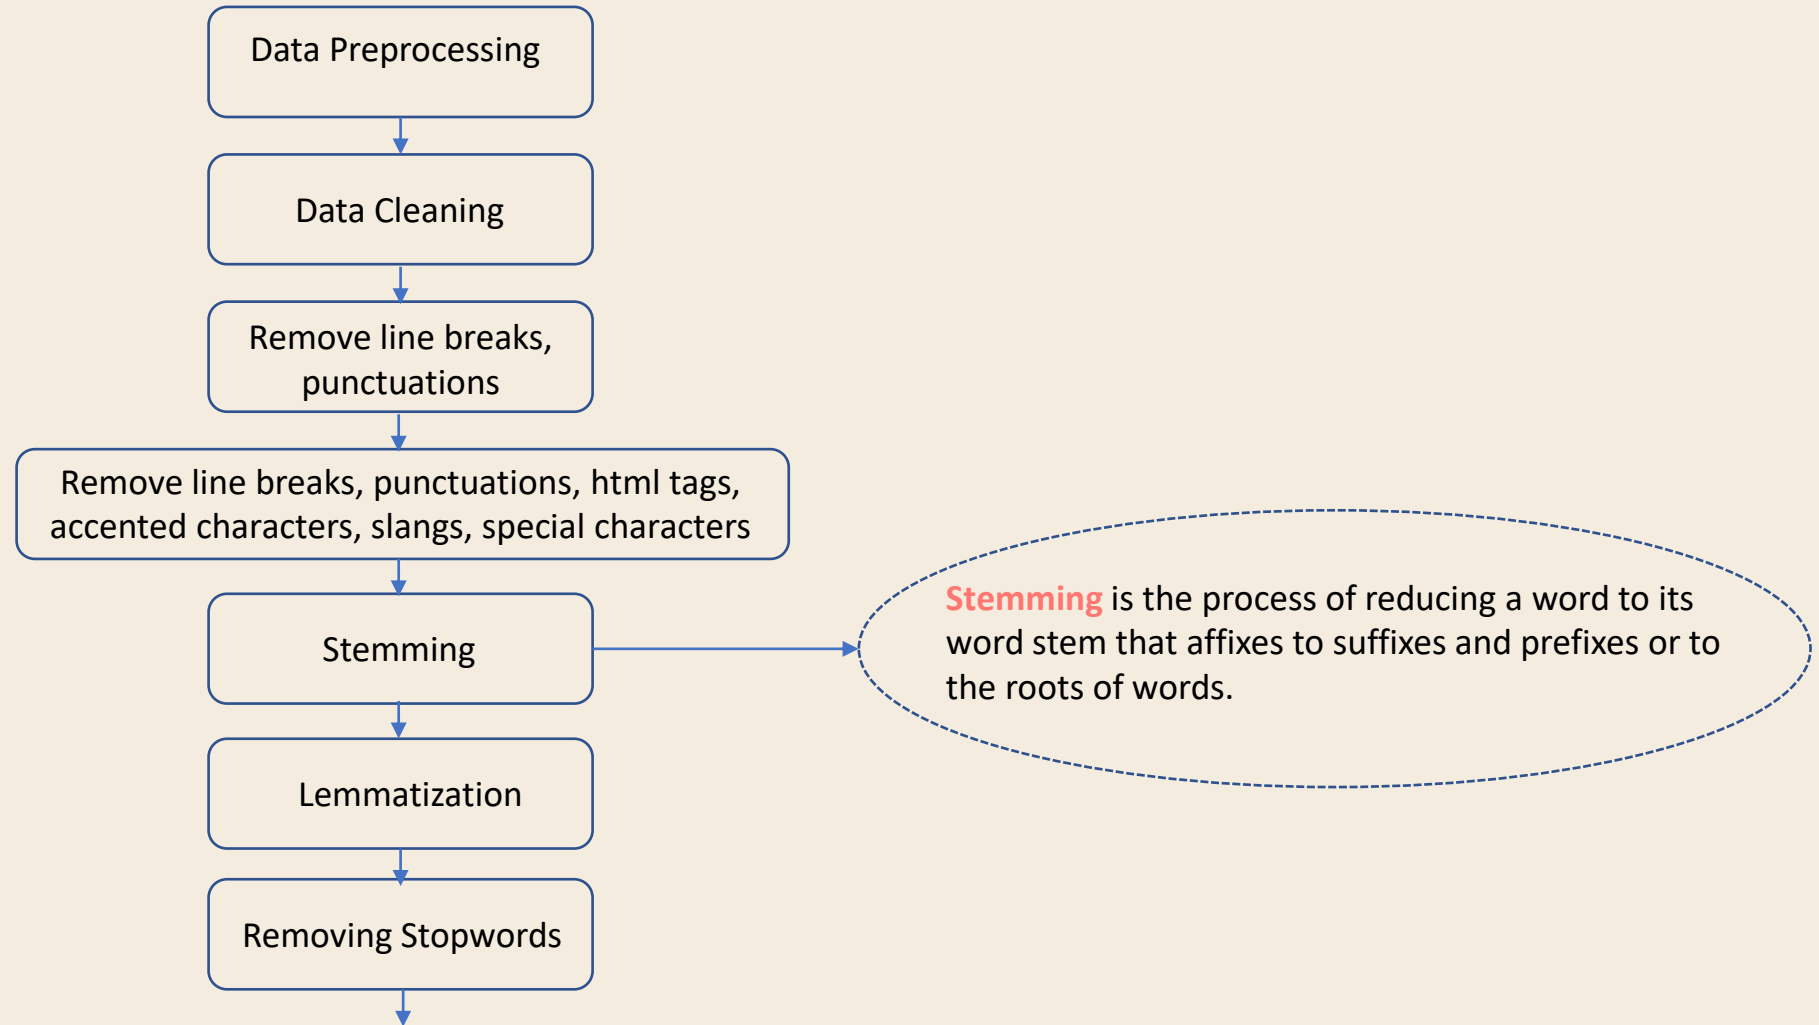 Data Preprocessing
Data Cleaning
Remove line breaks,
punctuations
Remove line breaks, punctuations, html tags,
accented characters, slangs, special characters
Stemming
Stemming is the process of reducing a word to its
word stem that affixes to suffixes and prefixes or to
the roots of words.
Lemmatization
Removing Stopwords